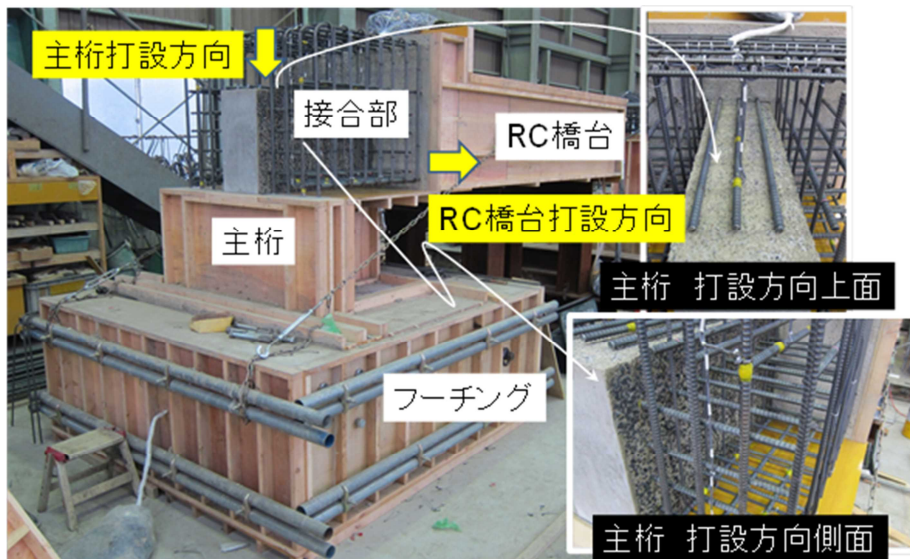 主桁打設方向
接合部
RC橋台
主桁
RC橋台打設方向
フーチング
主桁 打設方向上面
主桁 打設方向側面